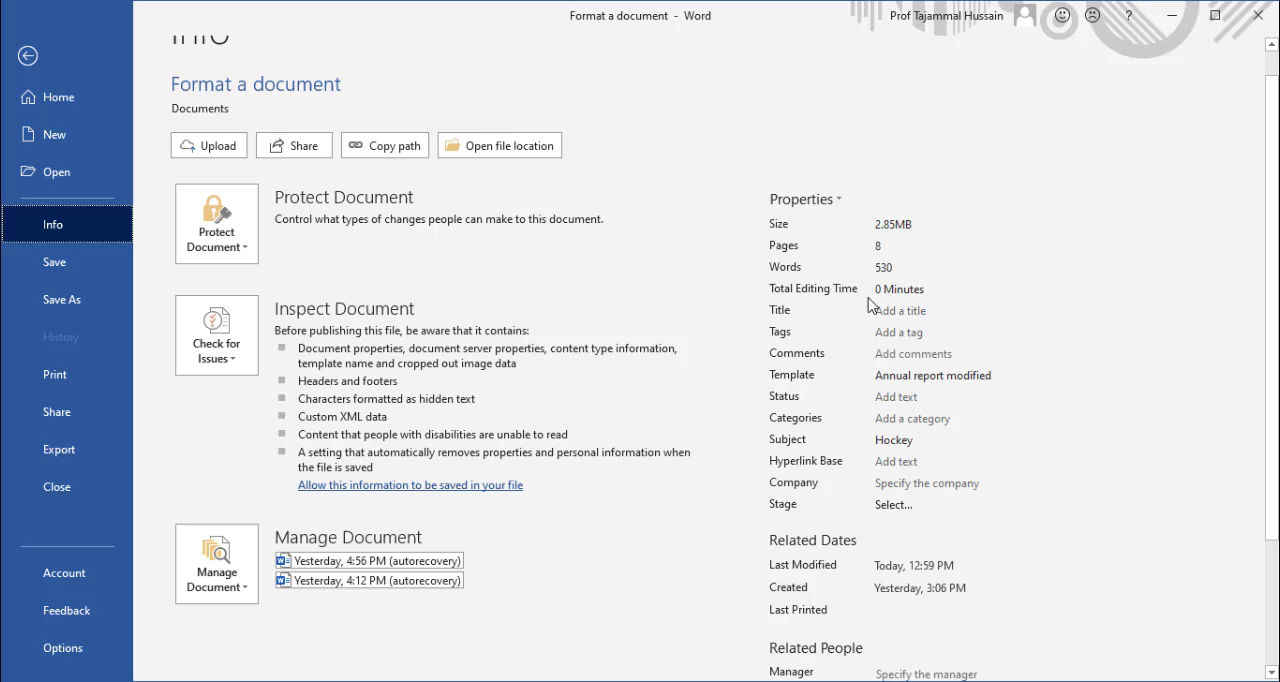 Format a document - Word
Prof Tajammal Hussain
?
Info
Home
New
Open
Info
Save
Save As
History
Print
Share
Export
Close
Account
Feedback
Options
Format a document
Documents
Upload
Share
Copy path
Open file location
Protect Document
Protect Document
Control what types of changes people can make to this document.
Check for Issues
Inspect Document
Before publishing this file, be aware that it contains:
Document properties, document server properties, content type information,
template name and cropped out image data
Headers and footers
Characters formatted as hidden text
Custom XML data
Content that people with disabilities are unable to read
A setting that automatically removes properties and personal information when
the file is saved
Allow this information to be saved in your file
Manage Document
Manage Document
Yesterday, 4:56 PM (autorecovery)
Yesterday, 4:12 PM (autorecovery)
Properties
Size 2.85MB
Pages 8
Words 530
Total Editing Time 0 Minutes
Title Add a title
Tags Add a tag
Comments Add comments
Template Annual report modified
Status Add text
Categories Add a category
Subject Hockey
Hyperlink Base Add text
Company Specify the company
Stage Select...
Related Dates
Last Modified Today, 12:59 PM
Created Yesterday, 3:06 PM
Last Printed
Related People
Manager Specify the manager